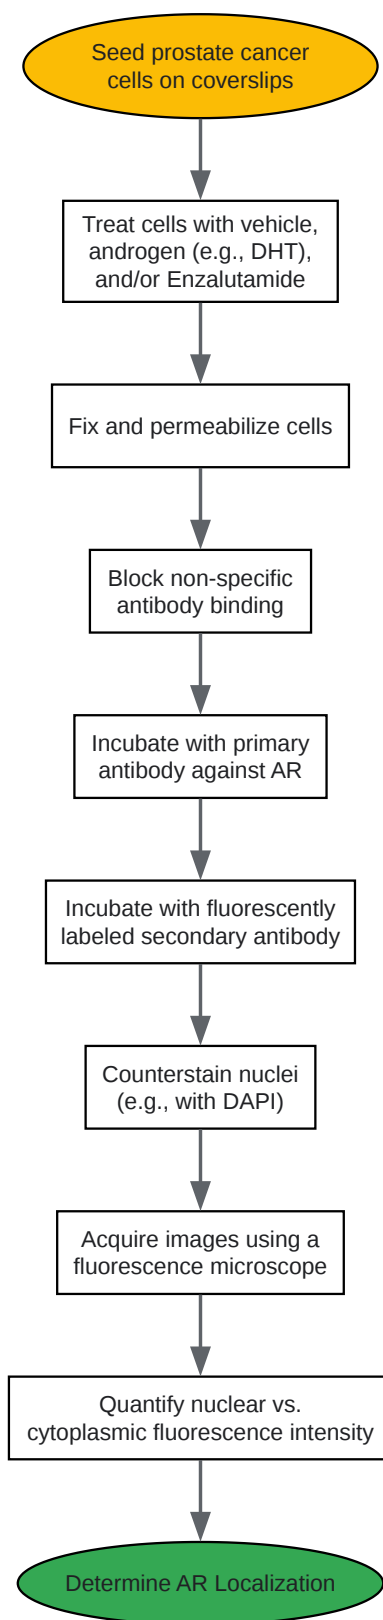 Seed prostate cancer
cells on coverslips
Treat cells with vehicle,
androgen (e.g., DHT),
and/or Enzalutamide
Fix and permeabilize cells
Block non-specific
antibody binding
Incubate with primary
antibody against AR
Incubate with fluorescently
labeled secondary antibody
Counterstain nuclei
(e.g., with DAPI)
Acquire images using a
fluorescence microscope
Quantify nuclear vs.
cytoplasmic fluorescence intensity
Determine AR Localization